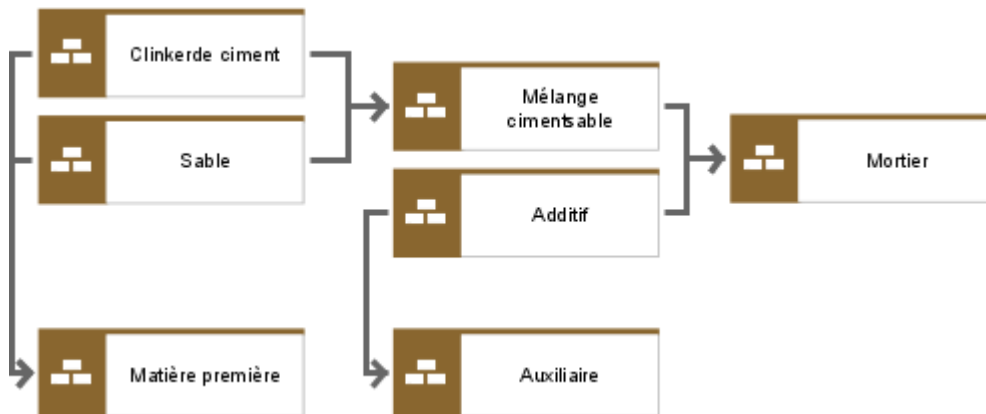 Clinkerde ciment
Mélange
cimentsable
Sable
Mortier
Additif
Matière première
Auxiliaire